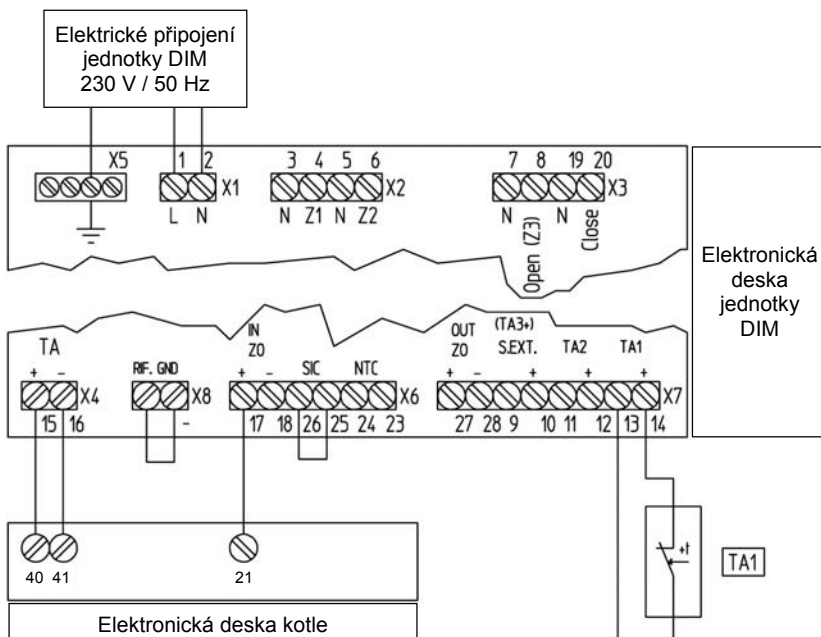 Elektrické připojení
jednotky DIM
230 V / 50 Hz
X5 1 2 3 4 5 6 7 8 19 20
X1 X2 X3
L N N Z1 N Z2 N Open (Z3) N Close
Elektronická
deska
jednotky
DIM
TA IN Z0 OUT Z0 (TA3+)
SIC NTC S.EXT. TA2 TA1
+ - RIF. GND + - + - + + +
X4 X8 X6 X7
15 16 - 17 18 26 25 24 23 27 28 9 10 11 12 13 14
40 41 21
+t
TA1
Elektronická deska kotle